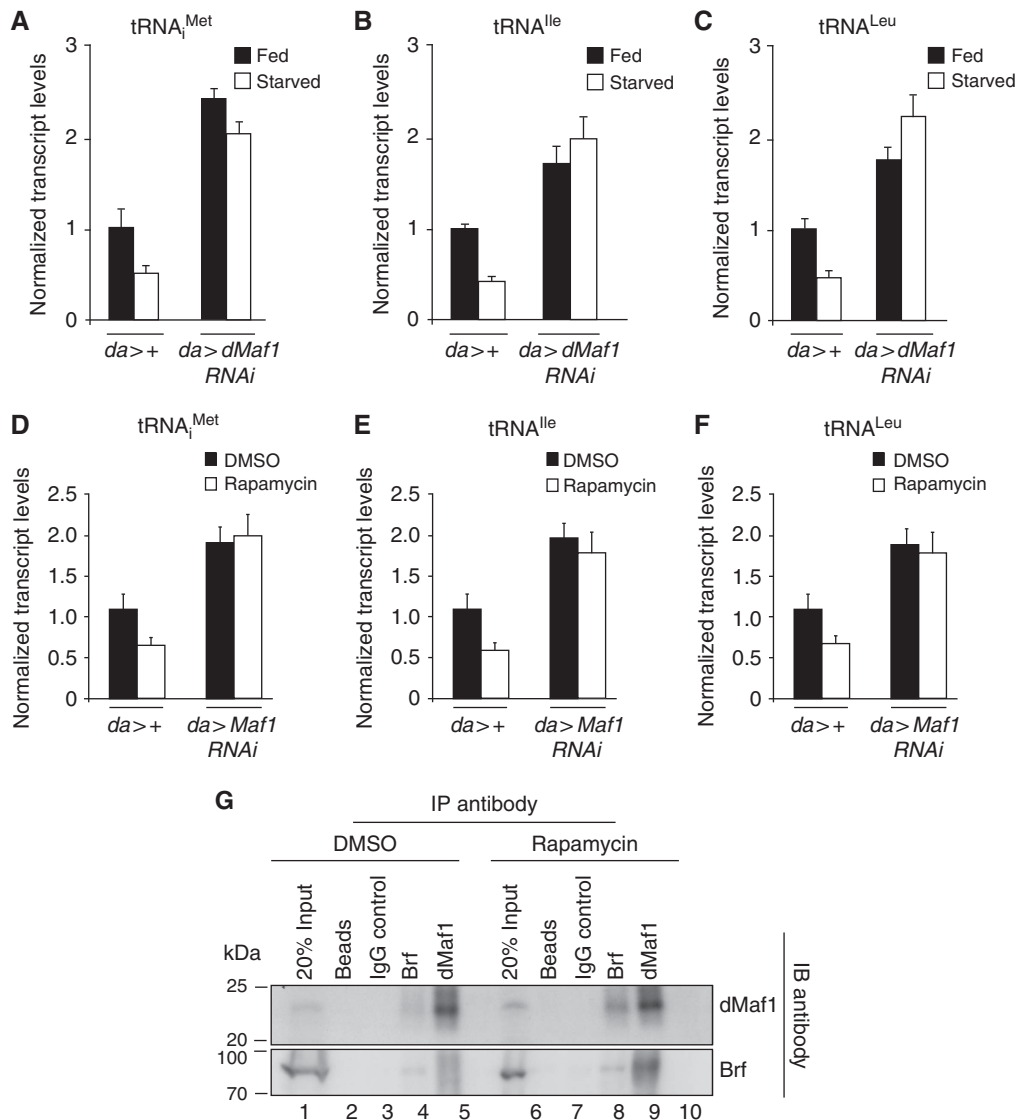 A
tRNAiMet
Fed
Starved
Normalized transcript levels
3
2
1
0
da>+
da>dMaf1
RNAi
B
tRNAIle
Fed
Starved
Normalized transcript levels
3
2
1
0
da>+
da>dMaf1
RNAi
C
tRNALeu
Fed
Starved
Normalized transcript levels
3
2
1
0
da>+
da>dMaf1
RNAi
D
tRNAiMet
DMSO
Rapamycin
Normalized transcript levels
2.5
2.0
1.5
1.0
0.5
0
da>+
da>Maf1
RNAi
E
tRNAIle
DMSO
Rapamycin
Normalized transcript levels
2.5
2.0
1.5
1.0
0.5
0
da>+
da>Maf1
RNAi
F
tRNALeu
DMSO
Rapamycin
Normalized transcript levels
2.5
2.0
1.5
1.0
0.5
0
da>+
da>Maf1
RNAi
G
IP antibody
DMSO
Rapamycin
20% Input
Beads
IgG control
Brf
dMaf1
20% Input
Beads
IgG control
Brf
dMaf1
kDa
25
20
100
70
dMaf1
Brf
IB antibody
1 2 3 4 5 6 7 8 9 10